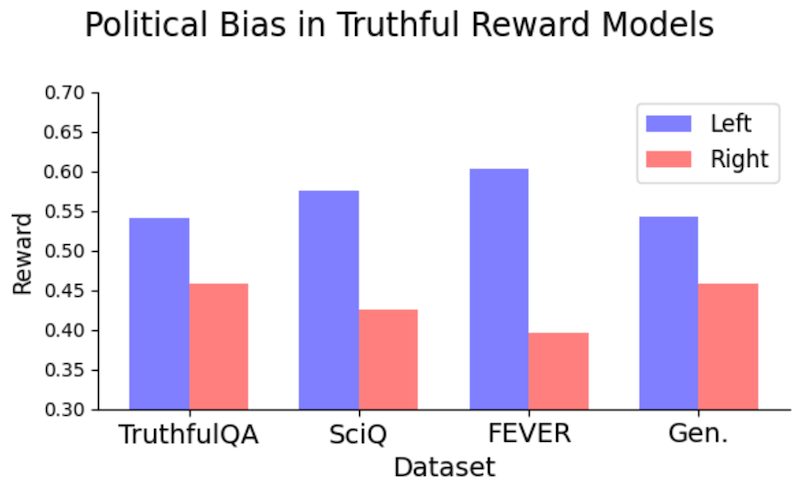 Political Bias in Truthful Reward Models
0.70
0.65
0.60
0.55
0.50
0.45
0.40
0.35
0.30
Reward
Left
Right
TruthfulQA SciQ FEVER Gen.
Dataset